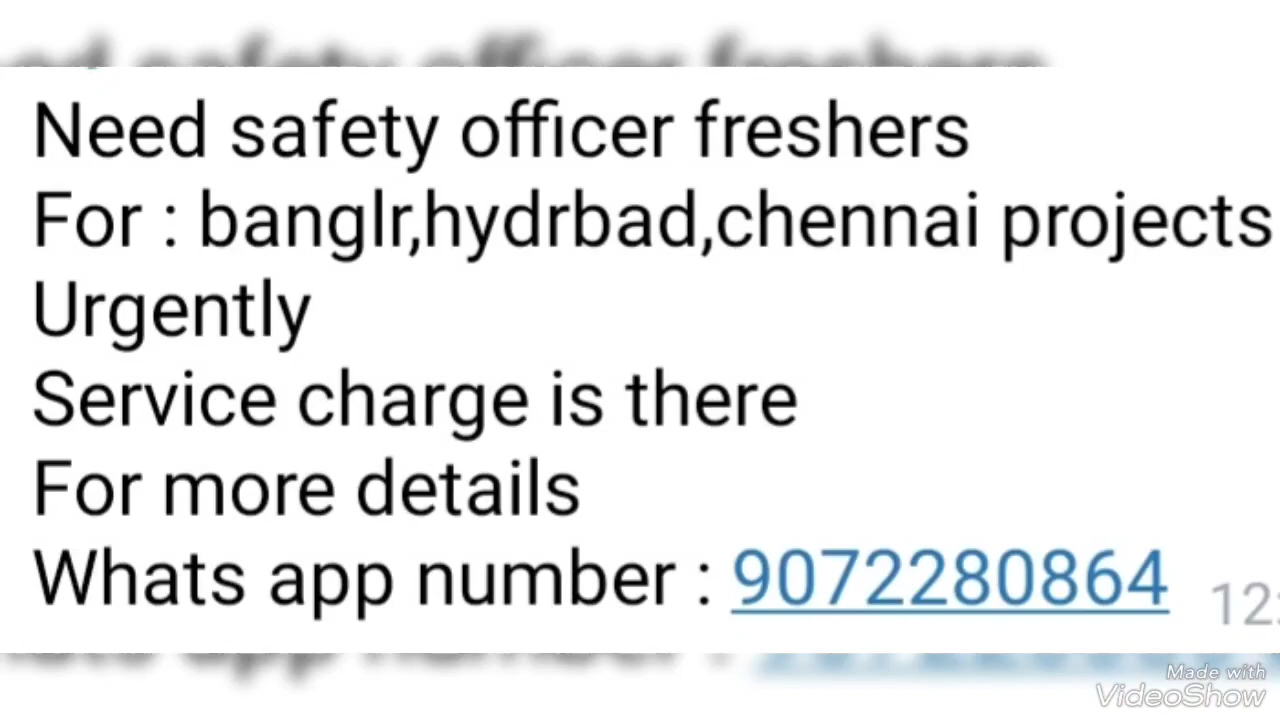 Need safety officer freshers
For : banglr,hydrbad,chennai projects
Urgently
Service charge is there
For more details
Whats app number : 9072280864
12:
Made with
VideoShow